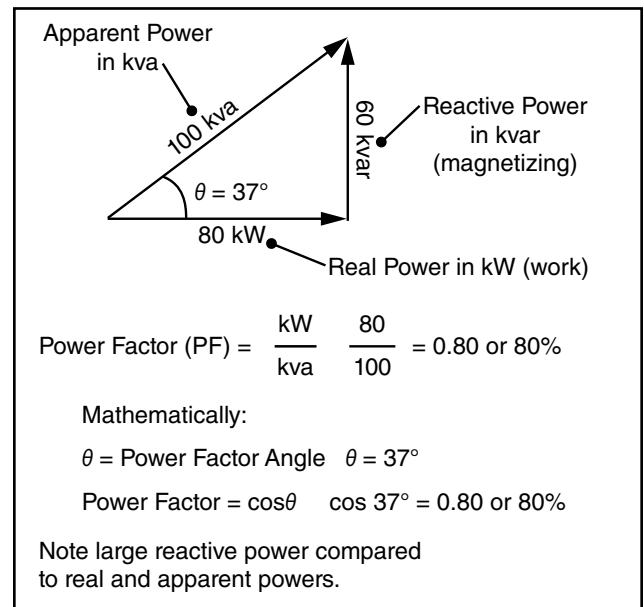 Apparent Power
in kva
100 kva
60 kvar
Reactive Power
in kvar
(magnetizing)
θ = 37°
80 kW
Real Power in kW (work)
Power Factor (PF) = kW / kva 80 / 100 = 0.80 or 80%
Mathematically:
θ = Power Factor Angle θ = 37°
Power Factor = cosθ cos 37° = 0.80 or 80%
Note large reactive power compared
to real and apparent powers.